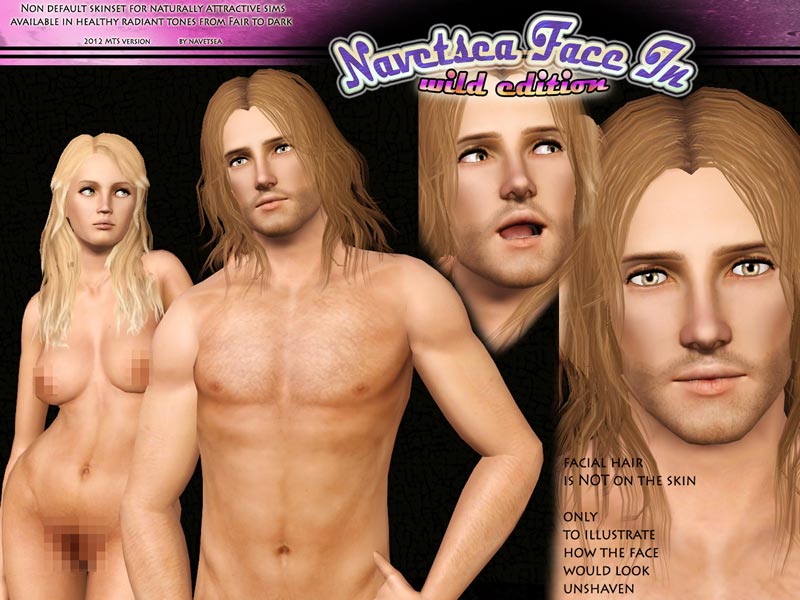 Non default skinset for naturally attractive sims
available in healthy radiant tones from Fair to dark
2012 MTS version by navetsea
Navetsea Face In
wild edition
FACIAL HAIR
IS NOT ON THE SKIN
ONLY
TO ILLUSTRATE
HOW THE FACE
WOULD LOOK
UNSHAVEN